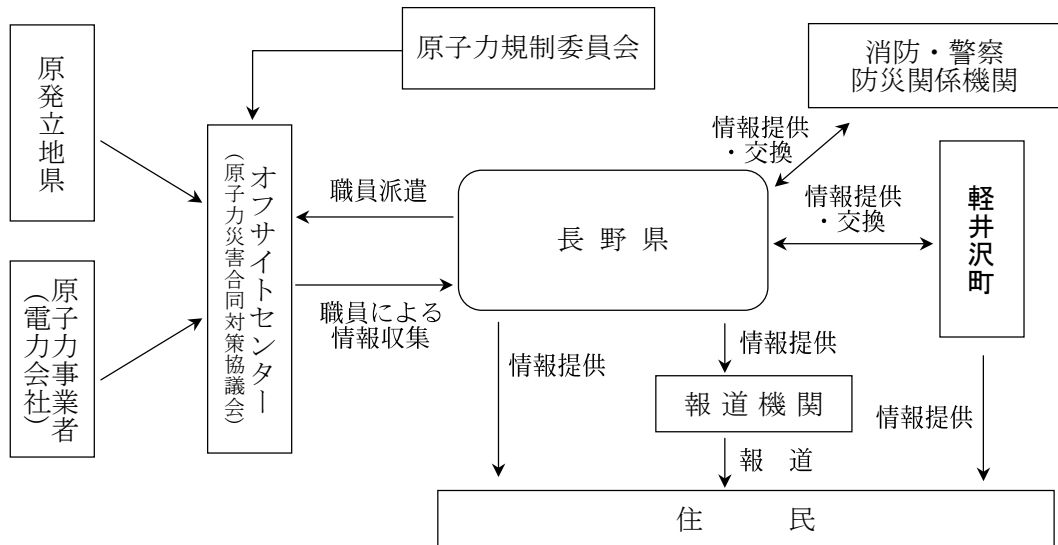 原子力規制委員会
消防・警察
防災関係機関
原発立地県
原子力事業者
(電力会社)
オフサイトセンター
(原子力災害合同対策協議会)
職員派遣
職員による
情報収集
長野県
情報提供
・交換
情報提供
・交換
軽井沢町
情報提供
情報提供
報道機関
情報提供
報道
住民